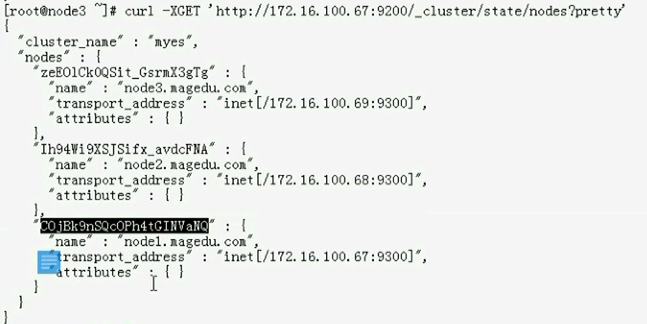 [root@node3 ~]# curl -XGET 'http://172.16.100.67:9200/_cluster/state/nodes?pretty'
{
  "cluster_name" : "myes",
  "nodes" : {
    "zeEOlCkOQSit_GsrmX3gTg" : {
      "name" : "node3.magedu.com",
      "transport_address" : "inet[/172.16.100.69:9300]",
      "attributes" : { }
    },
    "Ih94Wi9XSJSifx_avdcFNA" : {
      "name" : "node2.magedu.com",
      "transport_address" : "inet[/172.16.100.68:9300]",
      "attributes" : { }
    },
    "COjBk9nSQcOPh4tGINVaNQ" : {
      "name" : "node1.magedu.com",
      "transport_address" : "inet[/172.16.100.67:9300]",
      "attributes" : { }
    }
  }
}